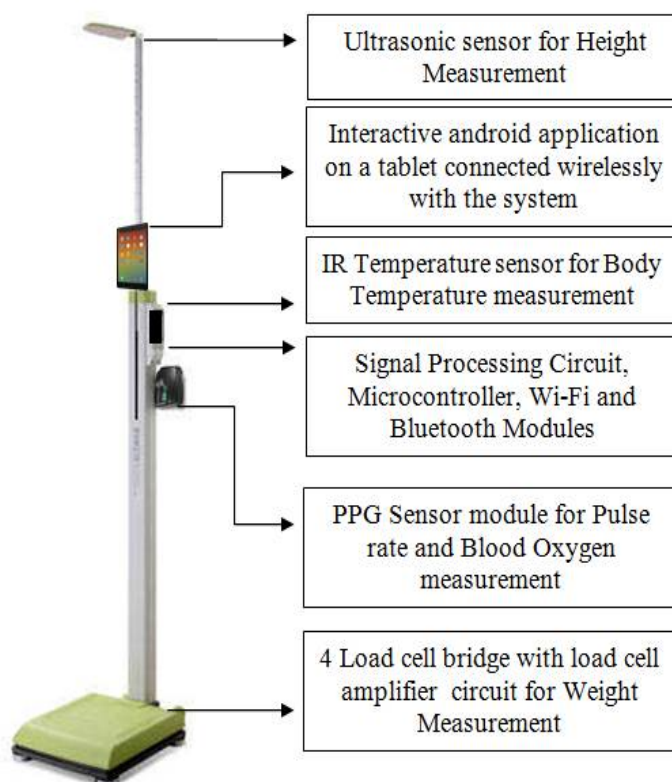 Ultrasonic sensor for Height
Measurement
Interactive android application
on a tablet connected wirelessly
with the system
IR Temperature sensor for Body
Temperature measurement
Signal Processing Circuit,
Microcontroller, Wi-Fi and
Bluetooth Modules
PPG Sensor module for Pulse
rate and Blood Oxygen
measurement
4 Load cell bridge with load cell
amplifier circuit for Weight
Measurement